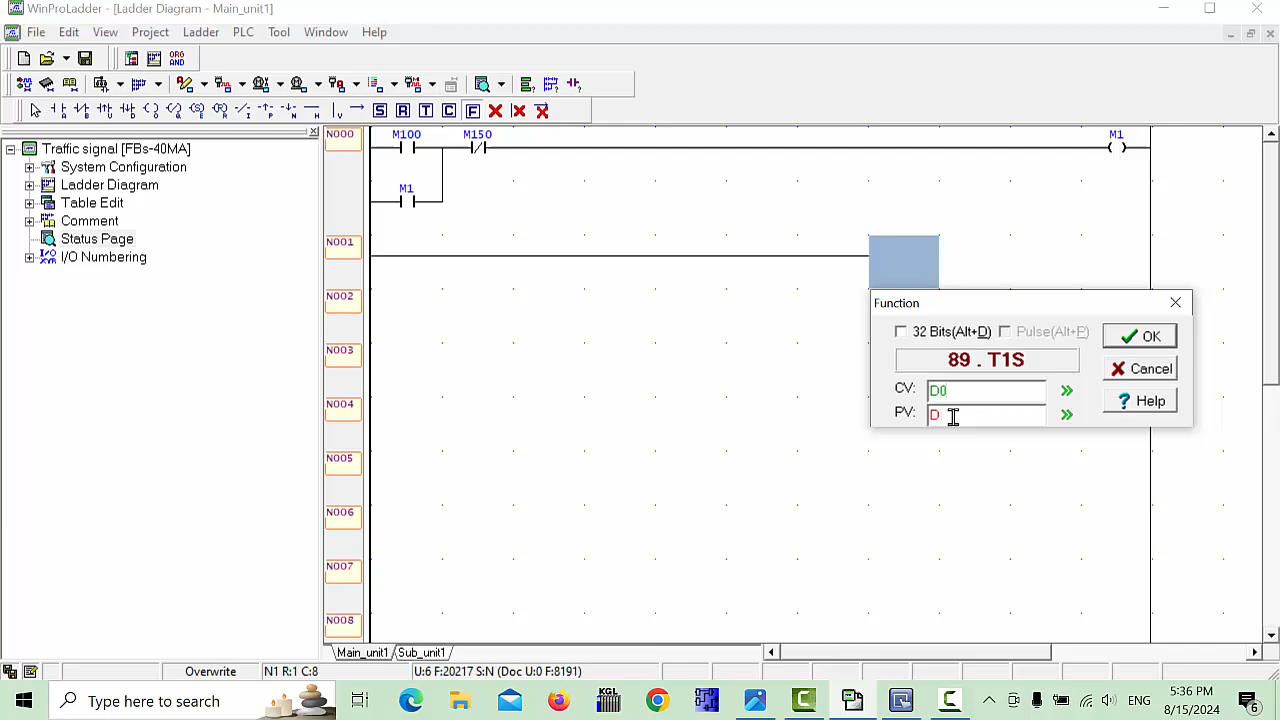 WinProLadder - [Ladder Diagram - Main_unit1]
File Edit View Project Ladder PLC Tool Window Help
ORG
AND
S R T C F
Traffic signal [FBs-40MA]
System Configuration
Ladder Diagram
Table Edit
Comment
Status Page
I/O Numbering
N000 M100 M150 M1
M1
N001
N002
N003
N004
N005
N006
N007
N008
Function
32 Bits(Alt+D) Pulse(Alt+P) OK
89 . T1S
Cancel
CV: D0
PV: D
Help
Main_unit1 Sub_unit1
Overwrite N1 R:1 C:8 U:6 F:20217 S:N (Doc U:0 F:8191)
Type here to search
KGL
ENG
5:36 PM
8/15/2024
6